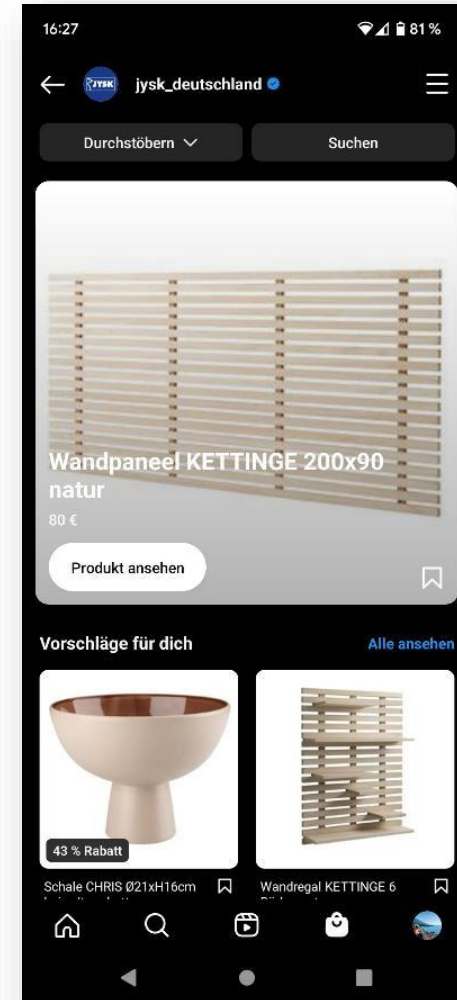 16:27
81 %
JYSK
jysk_deutschland
Durchstöbern
Suchen
Wandpaneel KETTINGE 200x90
natur
80 €
Produkt ansehen
Vorschläge für dich
Alle ansehen
43 % Rabatt
Schale CHRIS Ø21xH16cm
Wandregal KETTINGE 6